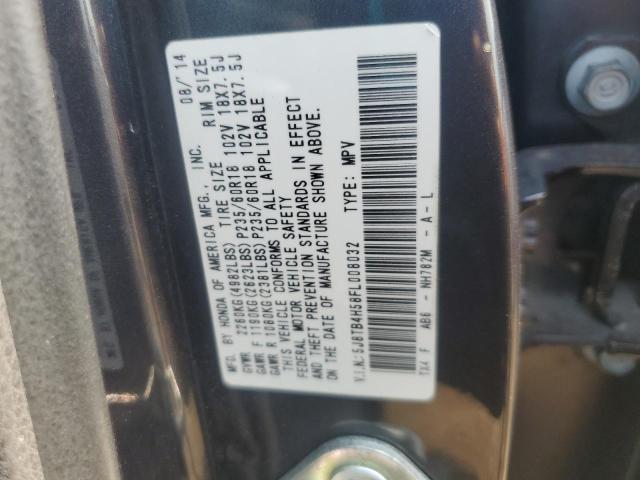 MFD. BY HONDA OF AMERICA MFG., INC. 08/'14
TIRE SIZE RIM SIZE
GVWR 2260KG(4982LBS)
GAWR F 1190KG(2623LBS) P235/60R18 102V 18X7.5J
GAWR R 1080KG(2381LBS) P235/60R18 102V 18X7.5J
THIS VEHICLE CONFORMS TO ALL APPLICABLE
FEDERAL MOTOR VEHICLE SAFETY
AND THEFT PREVENTION STANDARDS IN EFFECT
ON THE DATE OF MANUFACTURE SHOWN ABOVE.
V.I.N.:5J8TB4H58FL008032 TYPE: MPV
TX4 F AB6 - NH782M - A - L